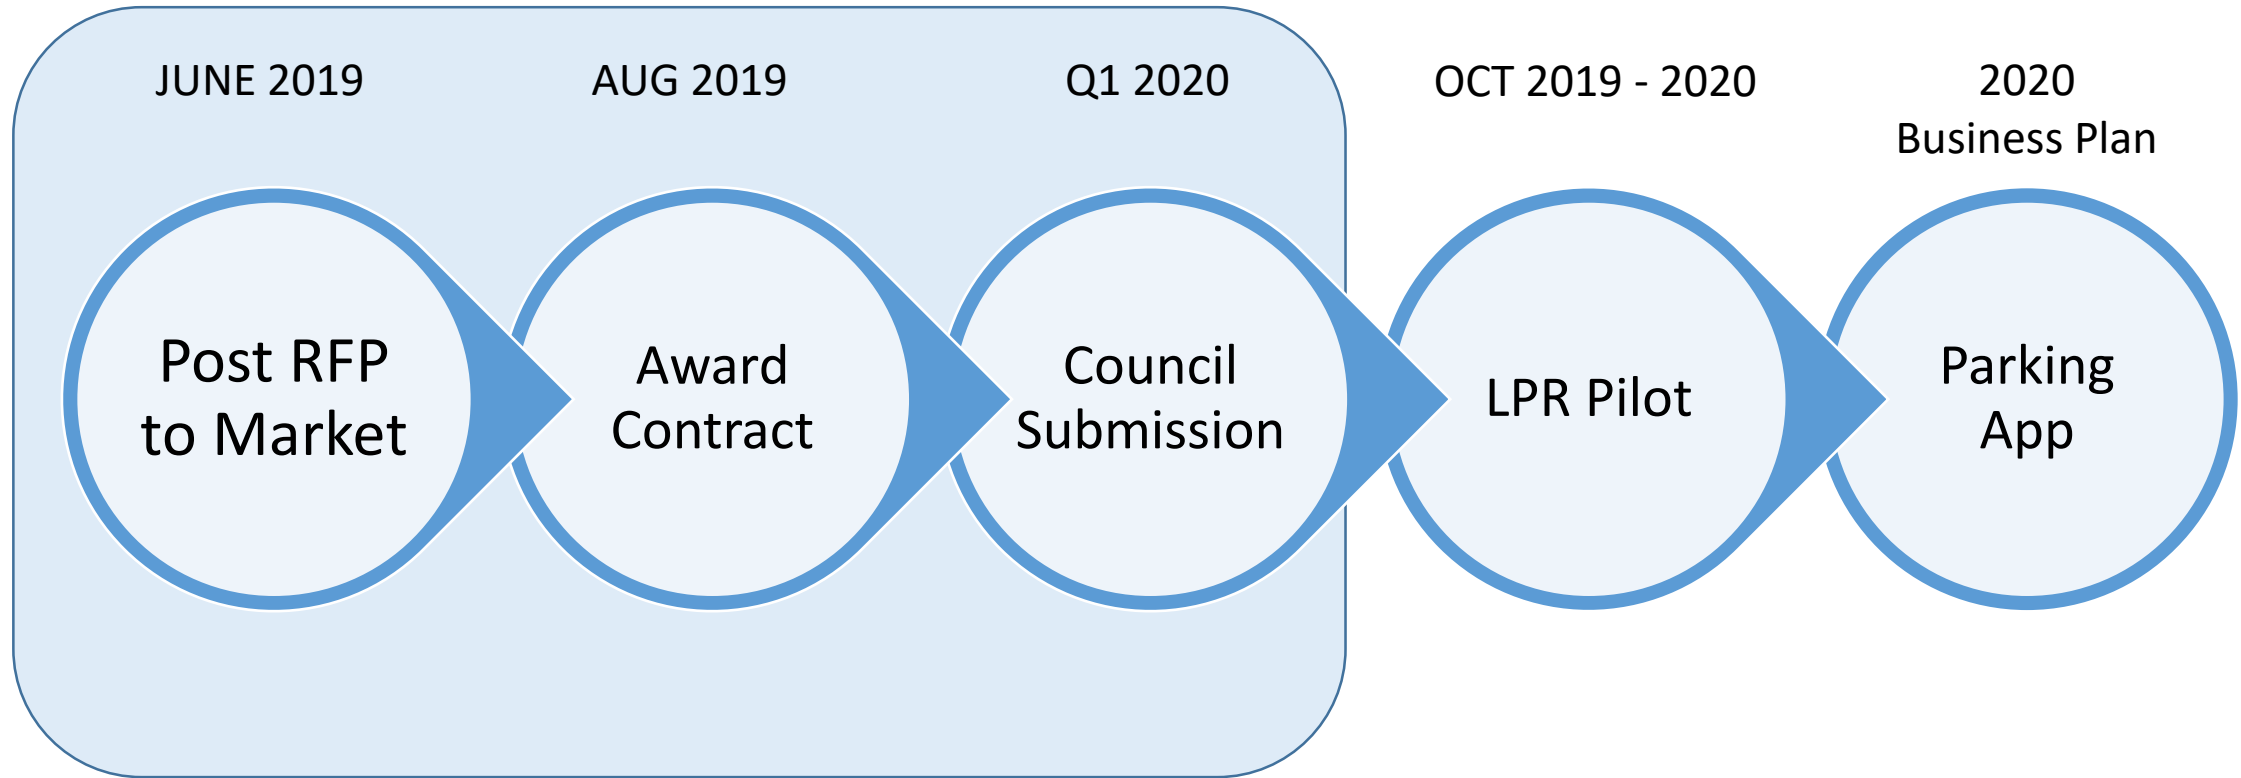 JUNE 2019
AUG 2019
Q1 2020
OCT 2019 - 2020
2020
Business Plan
Post RFP
to Market
Award
Contract
Council
Submission
LPR Pilot
Parking
App